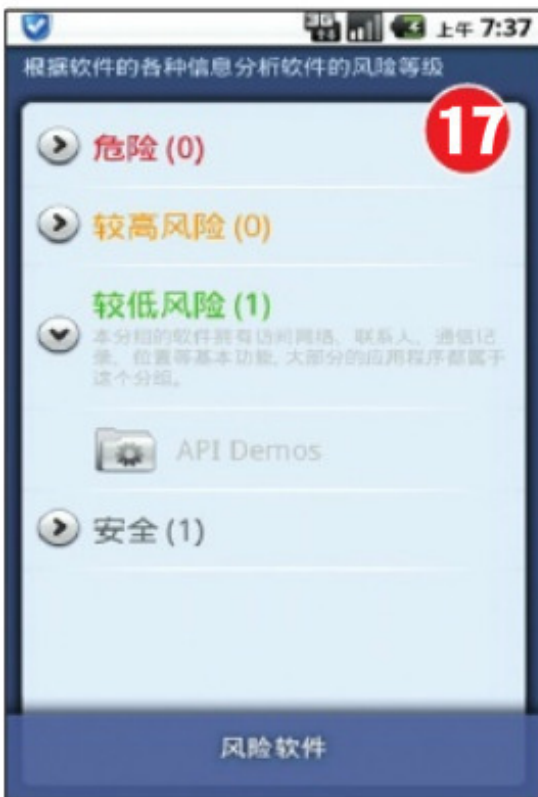 3G
上午 7:37
根据软件的各种信息分析软件的风险等级
17
危险 (0)
较高风险 (0)
较低风险 (1)
本分组的软件拥有访问网络、联系人、通信记
录、位置等基本功能, 大部分的应用程序都属于
这个分组。
API Demos
安全 (1)
风险软件